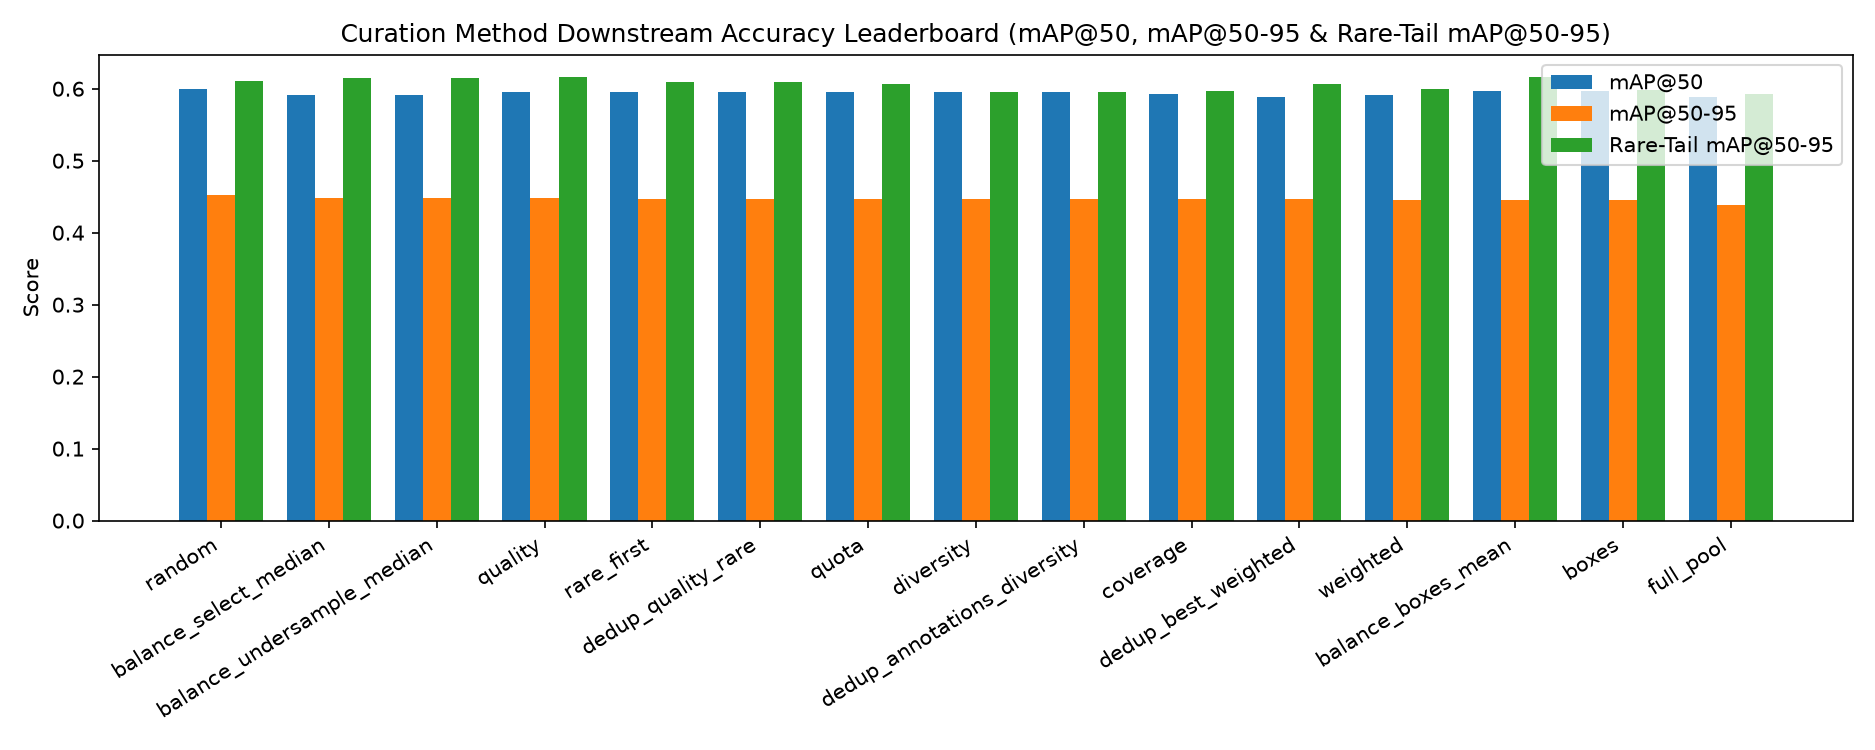 Curation Method Downstream Accuracy Leaderboard (mAP@50, mAP@50-95 & Rare-Tail mAP@50-95)
mAP@50
mAP@50-95
Rare-Tail mAP@50-95
Score
0.6
0.5
0.4
0.3
0.2
0.1
0.0
random
balance_select_median
balance_undersample_median
quality
rare_first
dedup_quality_rare
quota
diversity
dedup_annotations_diversity
coverage
dedup_best_weighted
weighted
balance_boxes_mean
boxes
full_pool